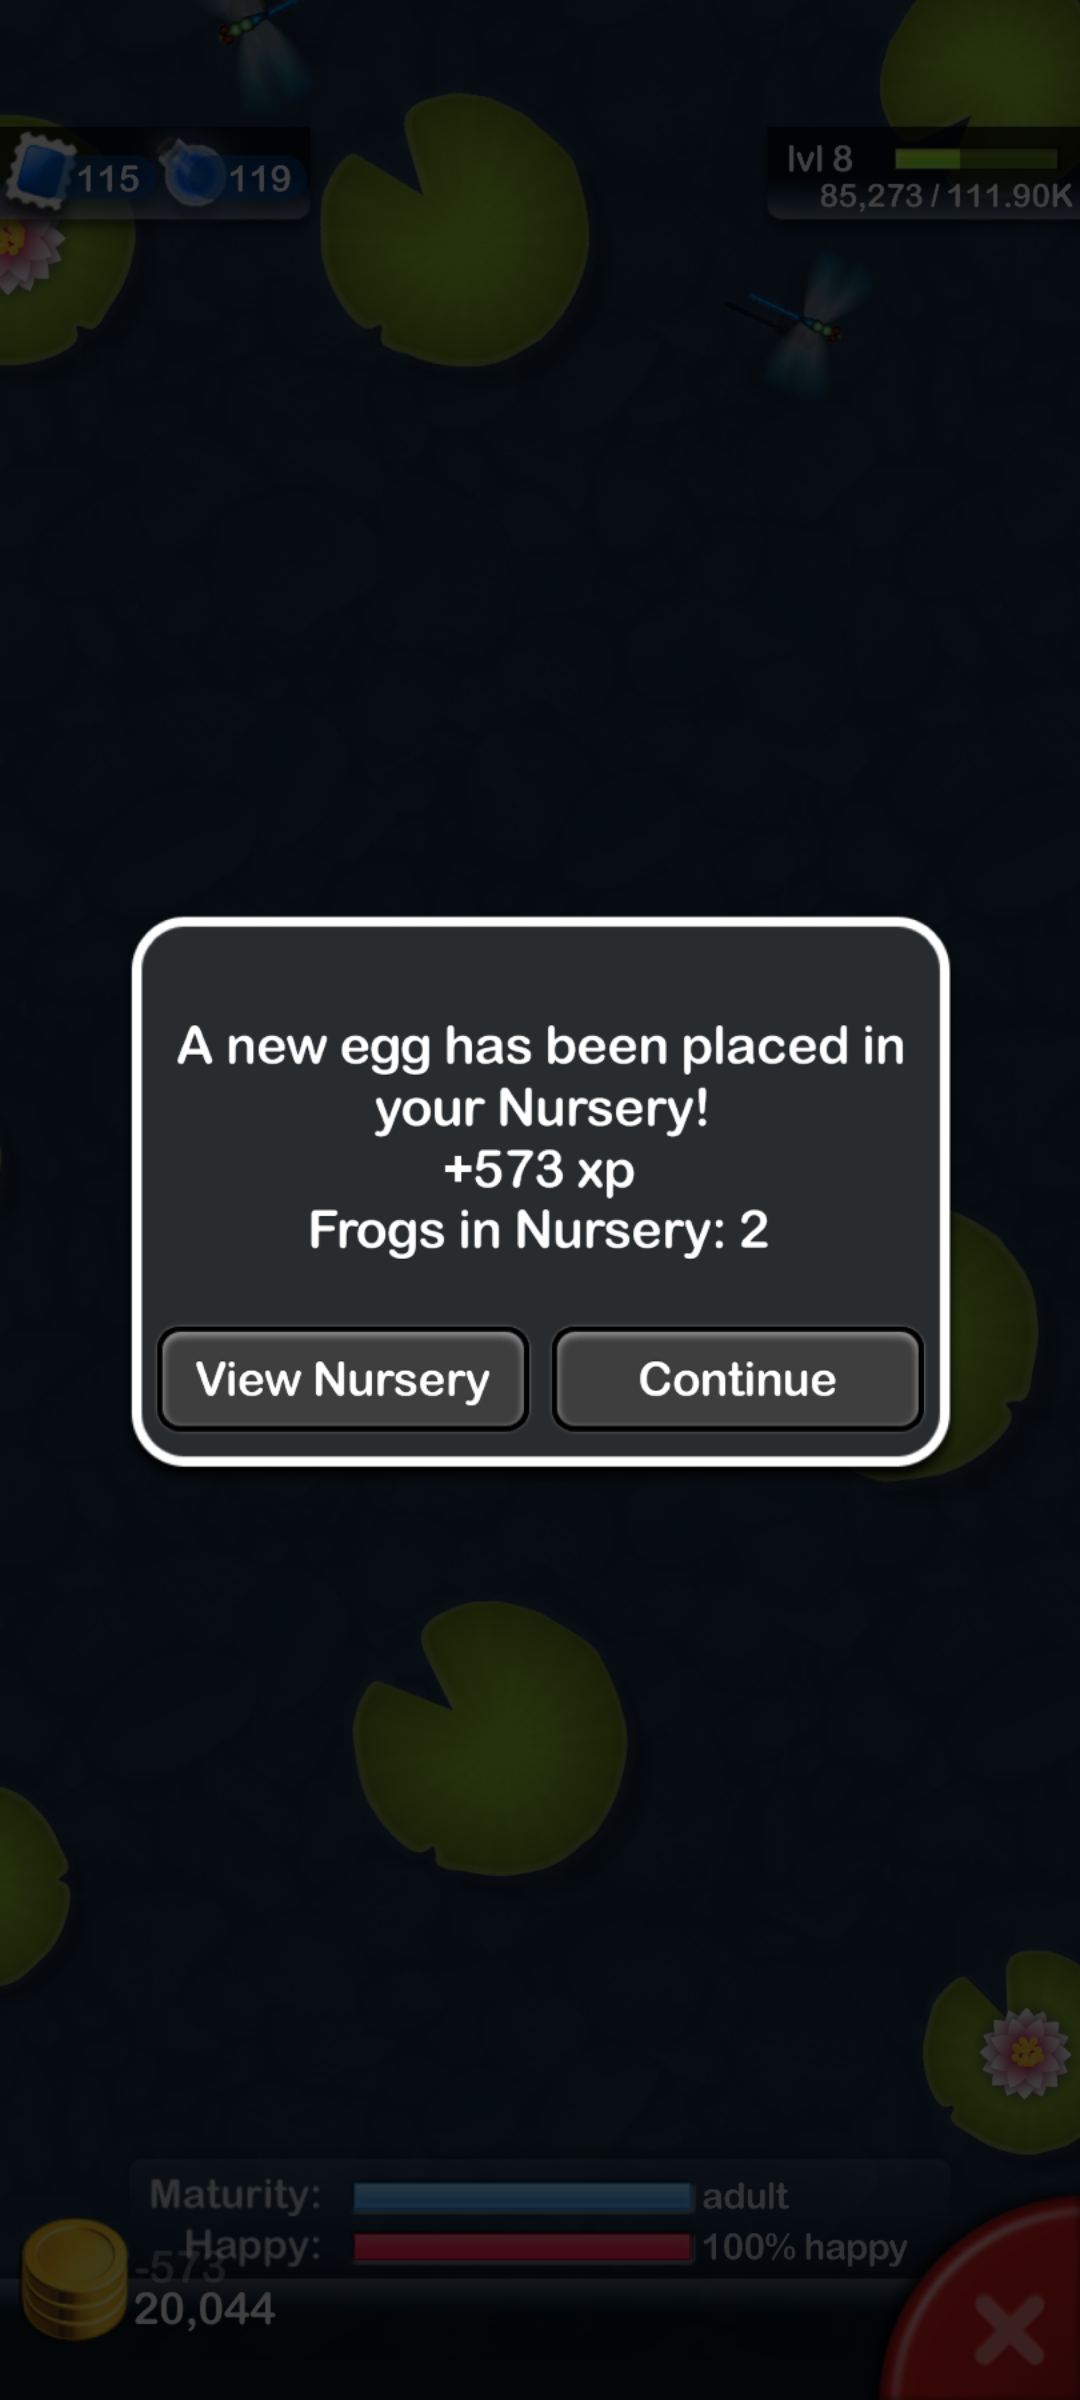 115 119
lvl 8
85,273 / 111.90K
A new egg has been placed in
your Nursery!
+573 xp
Frogs in Nursery: 2
View Nursery Continue
Maturity: adult
Happy: 100% happy
-573
20,044